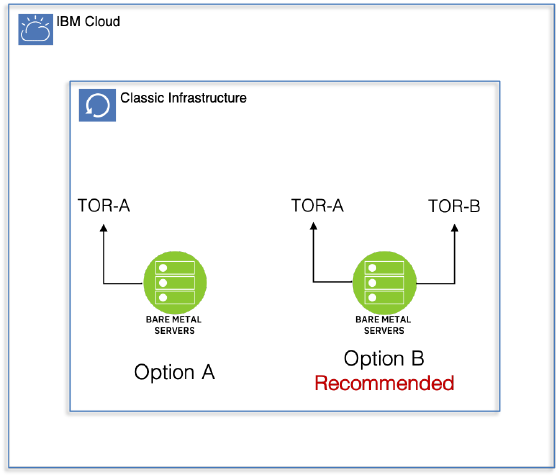 IBM Cloud
Classic Infrastructure
TOR-A
TOR-A
TOR-B
BARE METAL
SERVERS
Option A
BARE METAL
SERVERS
Option B
Recommended